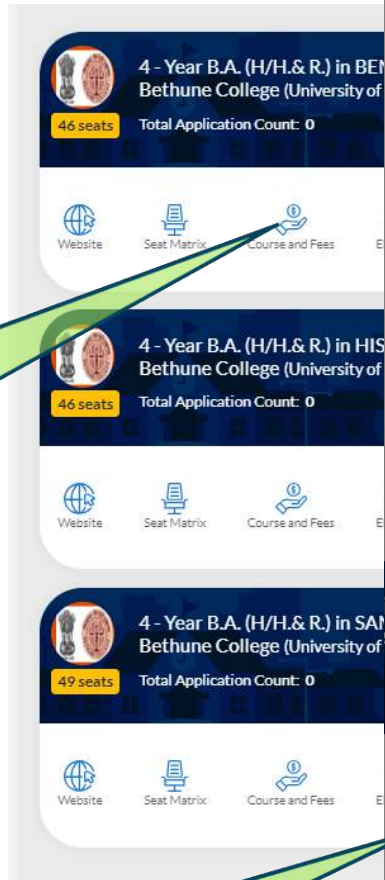 4 - Year B.A. (H/H.& R.) in BEN
Bethune College (University of
46 seats
Total Application Count: 0
Website
Seat Matrix
Course and Fees
E
4 - Year B.A. (H/H.& R.) in HIS
Bethune College (University of
46 seats
Total Application Count: 0
Website
Seat Matrix
Course and Fees
E
4 - Year B.A. (H/H.& R.) in SAN
Bethune College (University of
49 seats
Total Application Count: 0
Website
Seat Matrix
Course and Fees
E